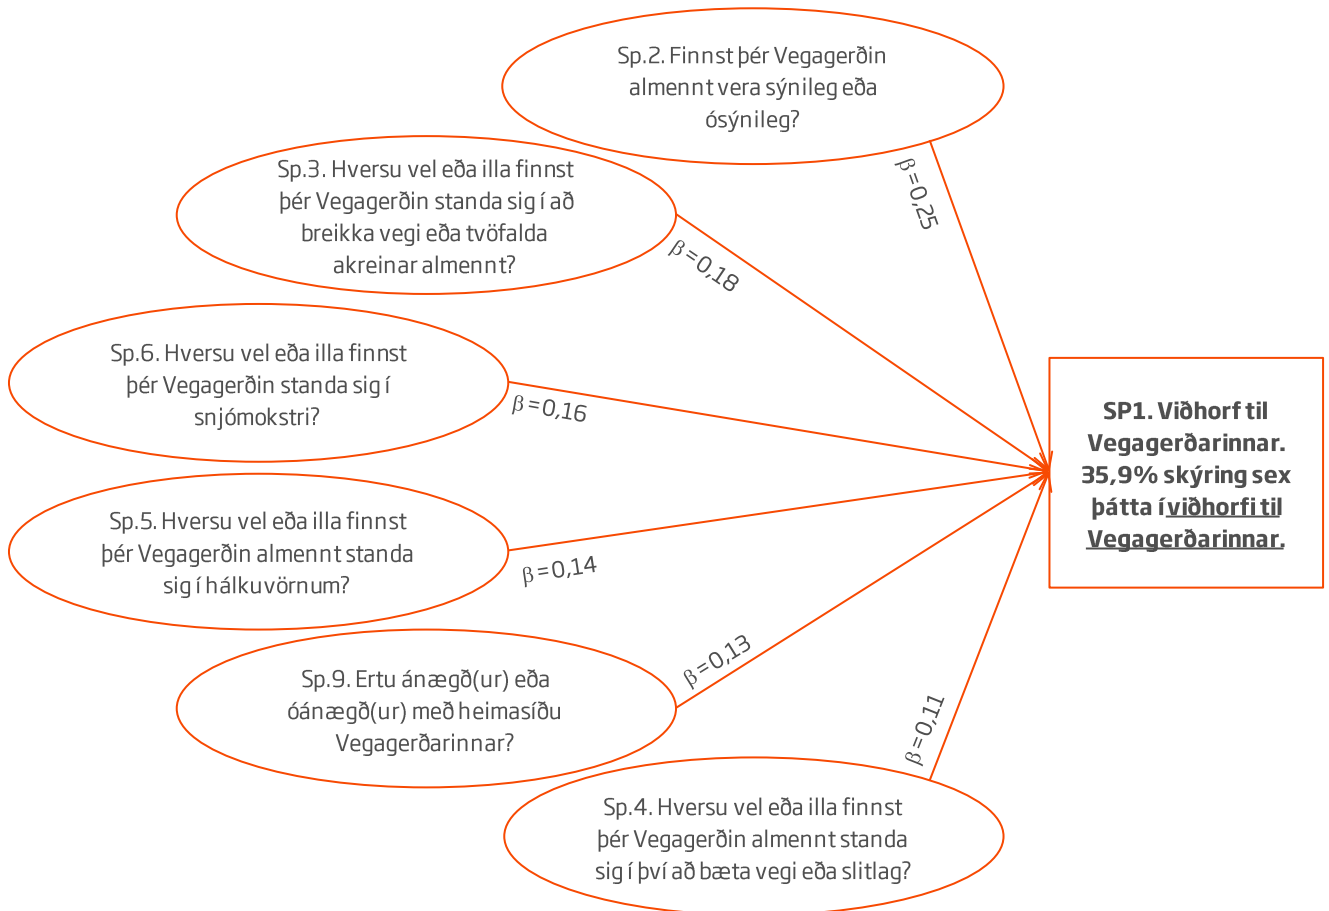 Sp.2. Finnst þér Vegagerðin
almennt vera sýnileg eða
ósýnileg?
β=0,25
Sp.3. Hversu vel eða illa finnst
þér Vegagerðin standa sig í að
breikka vegi eða tvöfalda
akreinar almennt?
β=0,18
Sp.6. Hversu vel eða illa finnst
þér Vegagerðin standa sig í
snjómokstri?
β=0,16
Sp.5. Hversu vel eða illa finnst
þér Vegagerðin almennt standa
sig í hálkuvörnum?
β=0,14
Sp.9. Ertu ánægð(ur) eða
óánægð(ur) með heimasíðu
Vegagerðarinnar?
β=0,13
Sp.4. Hversu vel eða illa finnst
þér Vegagerðin almennt standa
sig í því að bæta vegi eða slitlag?
β=0,11
SP1. Viðhorf til
Vegagerðarinnar.
35,9% skýring sex
þátta í viðhorfi til
Vegagerðarinnar.